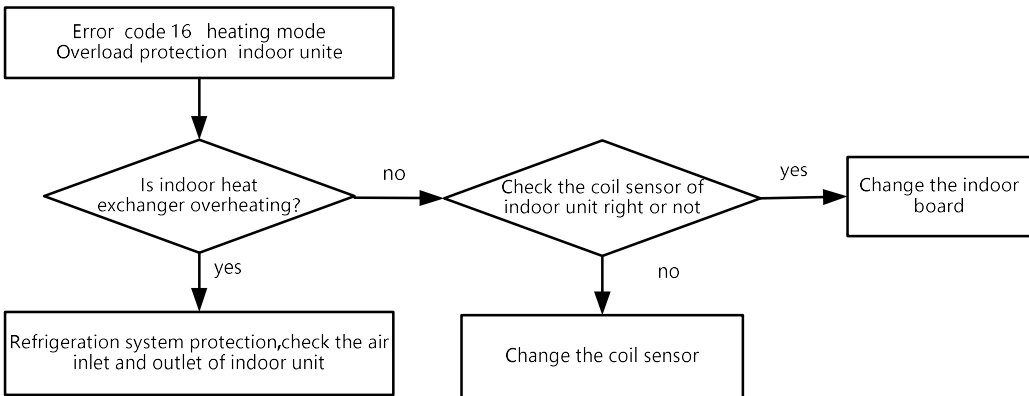 Error code 16 heating mode
Overload protection indoor unite
Is indoor heat
exchanger overheating?
no
Check the coil sensor of
indoor unit right or not
yes
Change the indoor
board
yes
no
Refrigeration system protection,check the air
inlet and outlet of indoor unit
Change the coil sensor